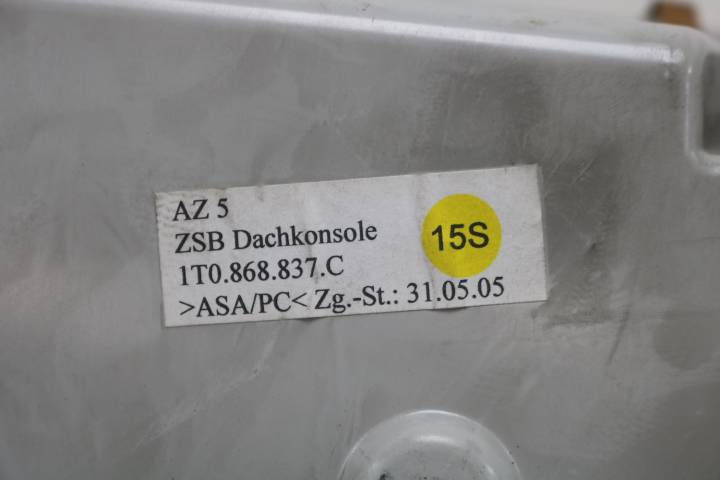 AZ 5
ZSB Dachkonsole
1T0.868.837.C
>ASA/PC< Zg.-St.: 31.05.05
15S